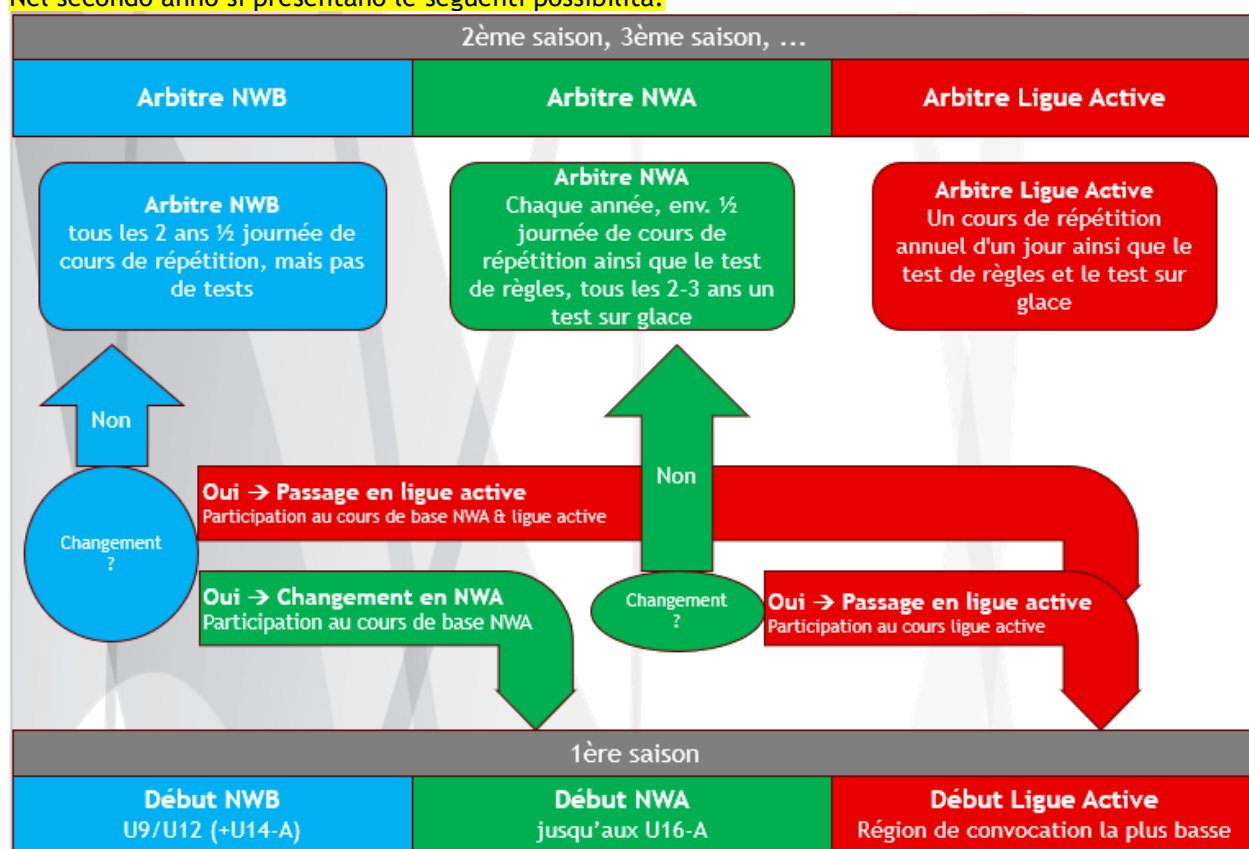 Nel secondo anno si presentano le seguenti possibilità:
2ème saison, 3ème saison, ...
Arbitre NWB
Arbitre NWA
Arbitre Ligue Active
Arbitre NWB
tous les 2 ans ½ journée de
cours de répétition, mais pas
de tests
Arbitre NWA
Chaque année, env. ½
journée de cours de
répétition ainsi que le test
de règles, tous les 2-3 ans un
test sur glace
Arbitre Ligue Active
Un cours de répétition
annuel d'un jour ainsi que le
test de règles et le test sur
glace
Non
Non
Changement
?
Oui → Passage en ligue active
Participation au cours de base NWA & ligue active
Oui → Changement en NWA
Participation au cours de base NWA
Changement
?
Oui → Passage en ligue active
Participation au cours ligue active
1ère saison
Début NWB
U9/U12 (+U14-A)
Début NWA
jusqu'aux U16-A
Début Ligue Active
Région de convocation la plus basse